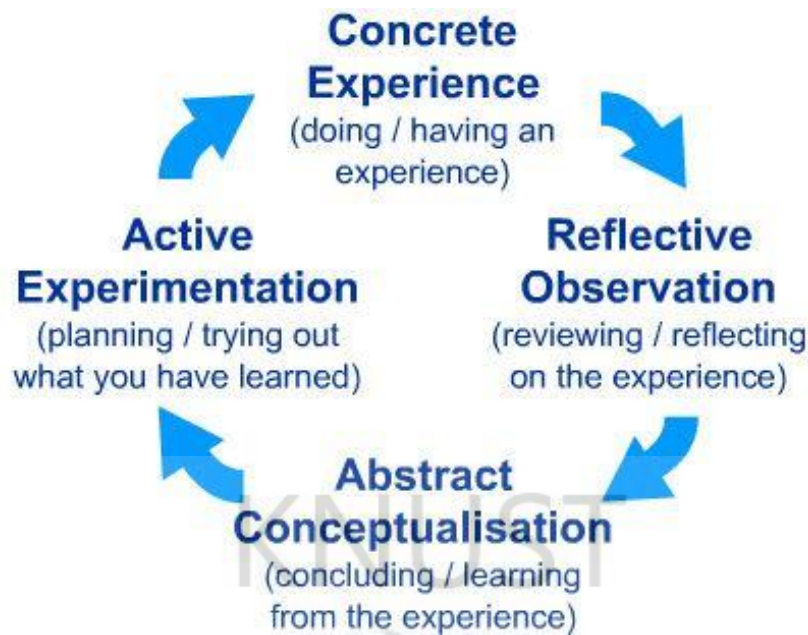 Concrete
Experience
(doing / having an
experience)
Reflective
Observation
(reviewing / reflecting
on the experience)
Abstract
Conceptualisation
(concluding / learning
from the experience)
Active
Experimentation
(planning / trying out
what you have learned)
KNUST